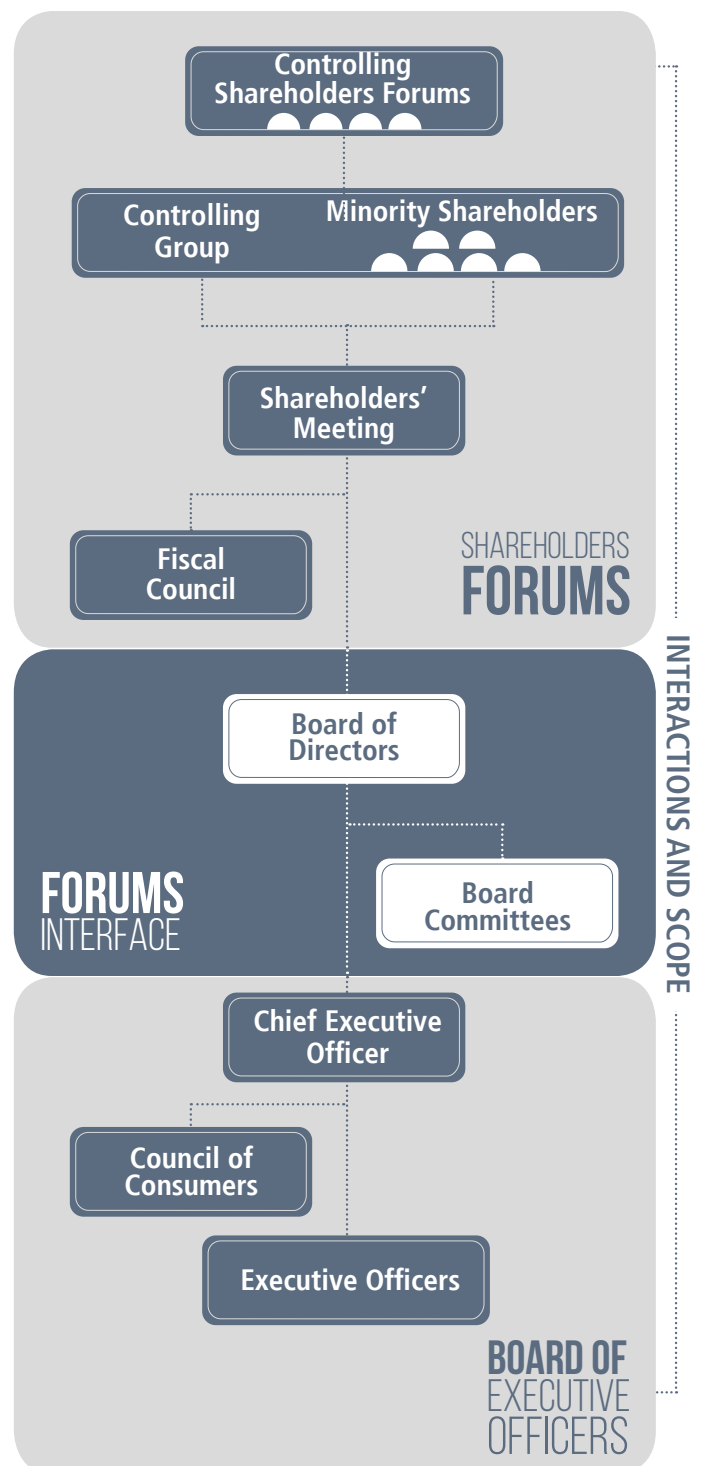 Controlling
Shareholders Forums
Controlling
Group
Minority Shareholders
Shareholders’
Meeting
Fiscal
Council
SHAREHOLDERS
FORUMS
INTERACTIONS AND SCOPE
Board of
Directors
Board
Committees
FORUMS
INTERFACE
Chief Executive
Officer
Council of
Consumers
Executive Officers
BOARD OF
EXECUTIVE
OFFICERS